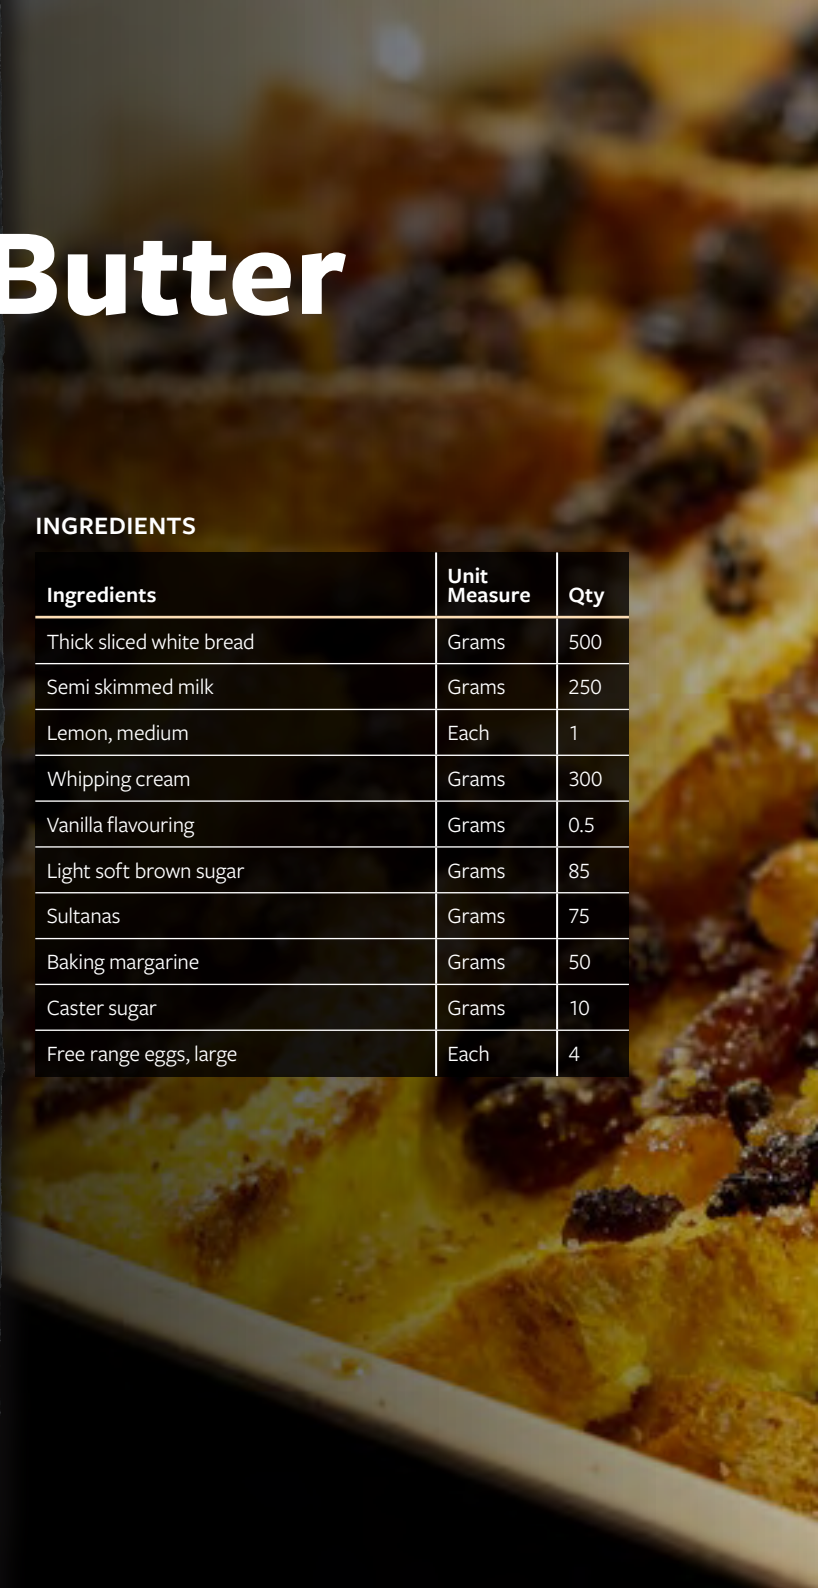 Butter
INGREDIENTS
Ingredients Unit Measure Qty
Thick sliced white bread Grams 500
Semi skimmed milk Grams 250
Lemon, medium Each 1
Whipping cream Grams 300
Vanilla flavouring Grams 0.5
Light soft brown sugar Grams 85
Sultanas Grams 75
Baking margarine Grams 50
Caster sugar Grams 10
Free range eggs, large Each 4